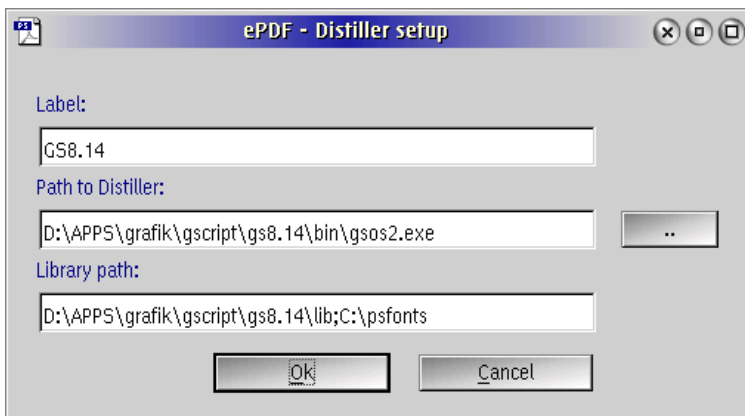 PS
ePDF - Distiller setup
Label:
GS8.14
Path to Distiller:
D:\APPS\grafik\gscript\gs8.14\bin\gsos2.exe
..
Library path:
D:\APPS\grafik\gscript\gs8.14\lib;C:\psfonts
Ok
Cancel